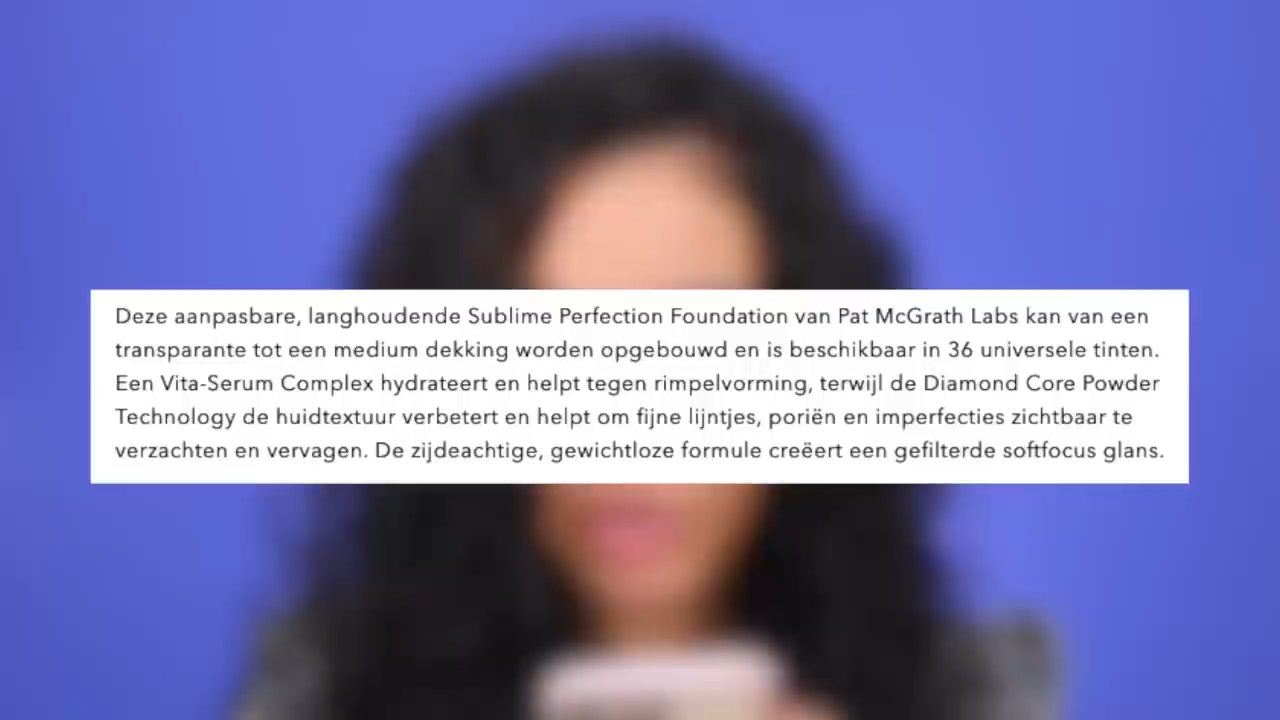 Deze aanpasbare, langhoudende Sublime Perfection Foundation van Pat McGrath Labs kan van een
transparante tot een medium dekking worden opgebouwd en is beschikbaar in 36 universele tinten.
Een Vita-Serum Complex hydrateert en helpt tegen rimpelvorming, terwijl de Diamond Core Powder
Technology de huidtextuur verbetert en helpt om fijne lijntjes, poriën en imperfecties zichtbaar te
verzachten en vervagen. De zijdeachtige, gewichtloze formule creëert een gefilterde softfocus glans.